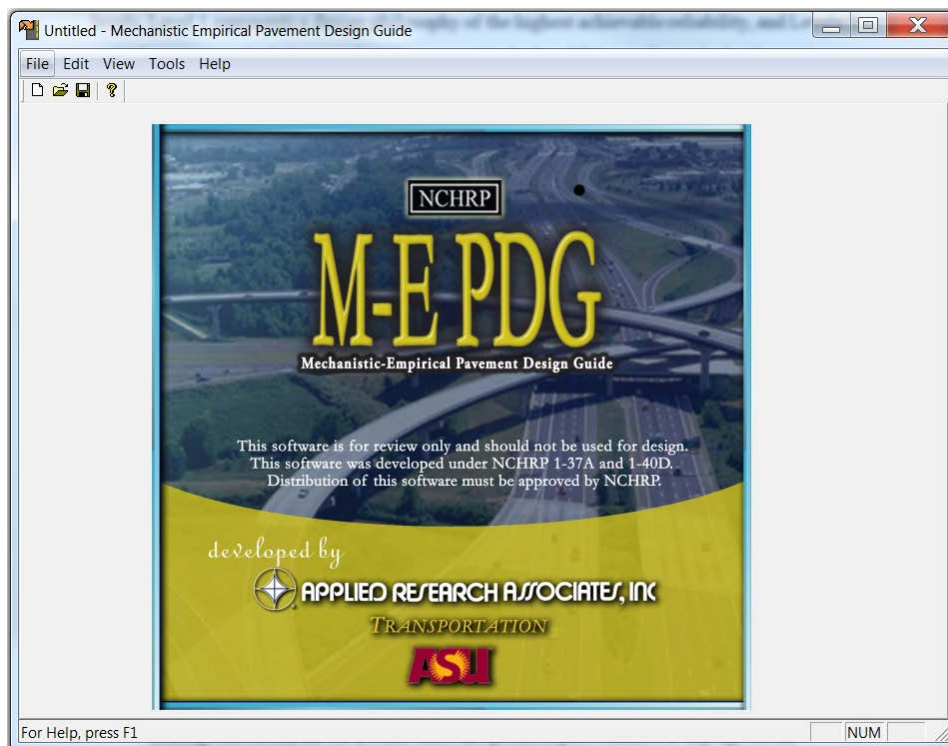 Untitled - Mechanistic Empirical Pavement Design Guide
File Edit View Tools Help
NCHRP
M-E PDG
Mechanistic-Empirical Pavement Design Guide
This software is for review only and should not be used for design.
This software was developed under NCHRP 1-37A and 1-40D.
Distribution of this software must be approved by NCHRP.
developed by
APPLIED RESEARCH ASSOCIATES, INC
TRANSPORTATION
ASU
For Help, press F1
NUM